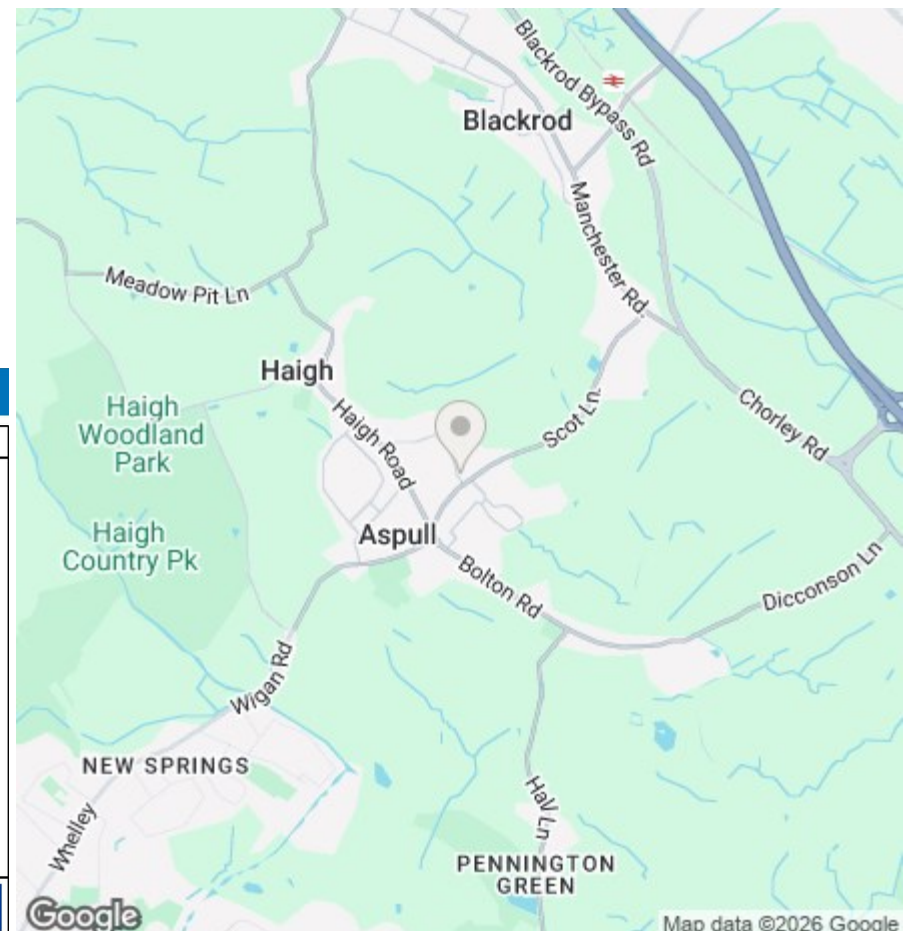 Blackrod Bypass Rd
Blackrod
Manchester Rd.
Meadow Pit Ln
Haigh
Haigh
Woodland
Park
Haigh Road
Scot Ln.
Chorley Rd
Aspull
Haigh
Country Pk
Bolton Rd
Dicconson Ln
Wigan Rd
NEW SPRINGS
Whelley
Hall Ln
PENNINGTON
GREEN
Google
Map data ©2026 Google